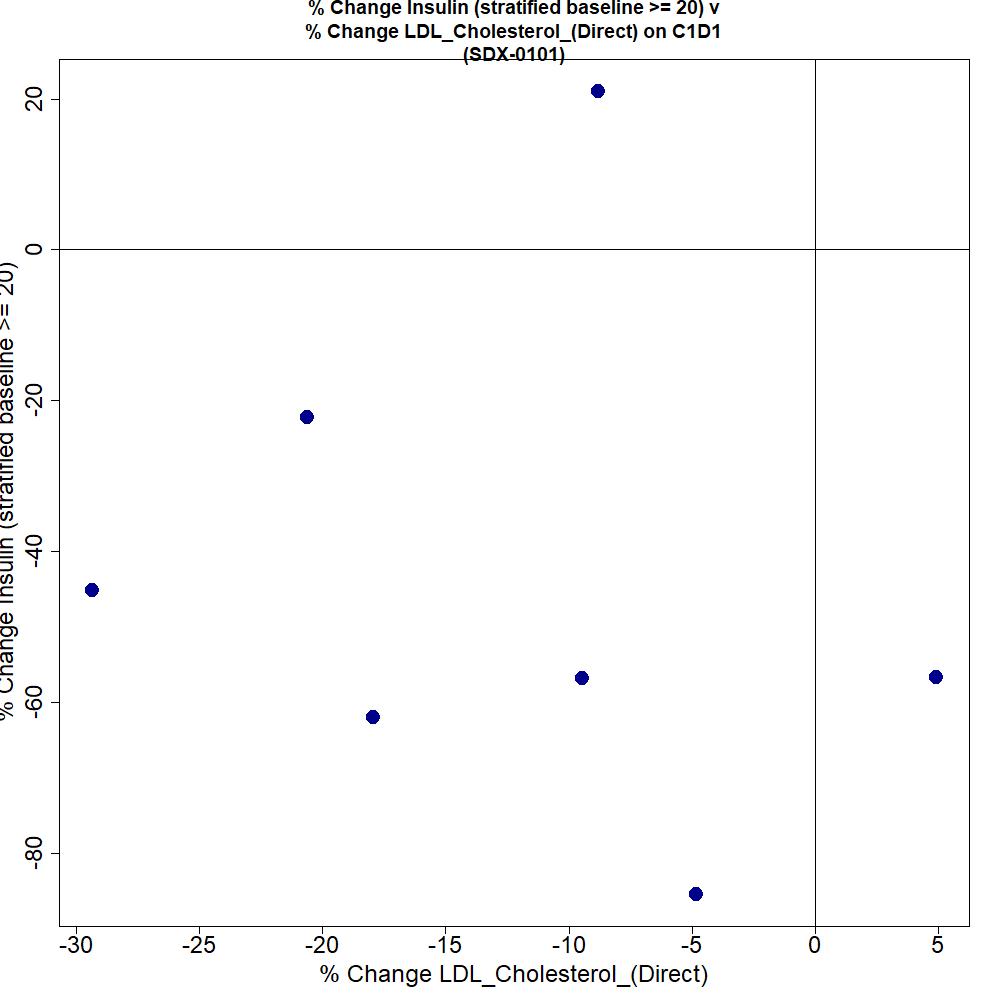 % Change Insulin (stratified baseline >= 20) v
% Change LDL_Cholesterol_(Direct) on C1D1
(SDX-0101)
% Change Insulin (stratified baseline >= 20)
20
0
-20
-40
-60
-80
-30
-25
-20
-15
-10
-5
0
5
% Change LDL_Cholesterol_(Direct)